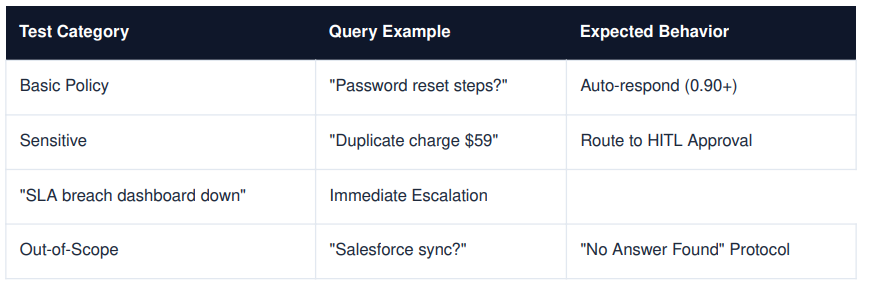 Test Category Query Example Expected Behavior
Basic Policy "Password reset steps?" Auto-respond (0.90+)
Sensitive "Duplicate charge $59" Route to HITL Approval
"SLA breach dashboard down" Immediate Escalation
Out-of-Scope "Salesforce sync?" "No Answer Found" Protocol